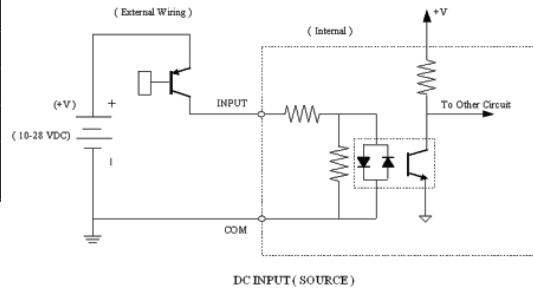 ( External Wiring )
( Internal )
+V
INPUT
To Other Circuit
(+V)
+
( 10-28 VDC)
COM
DC INPUT ( SOURCE )